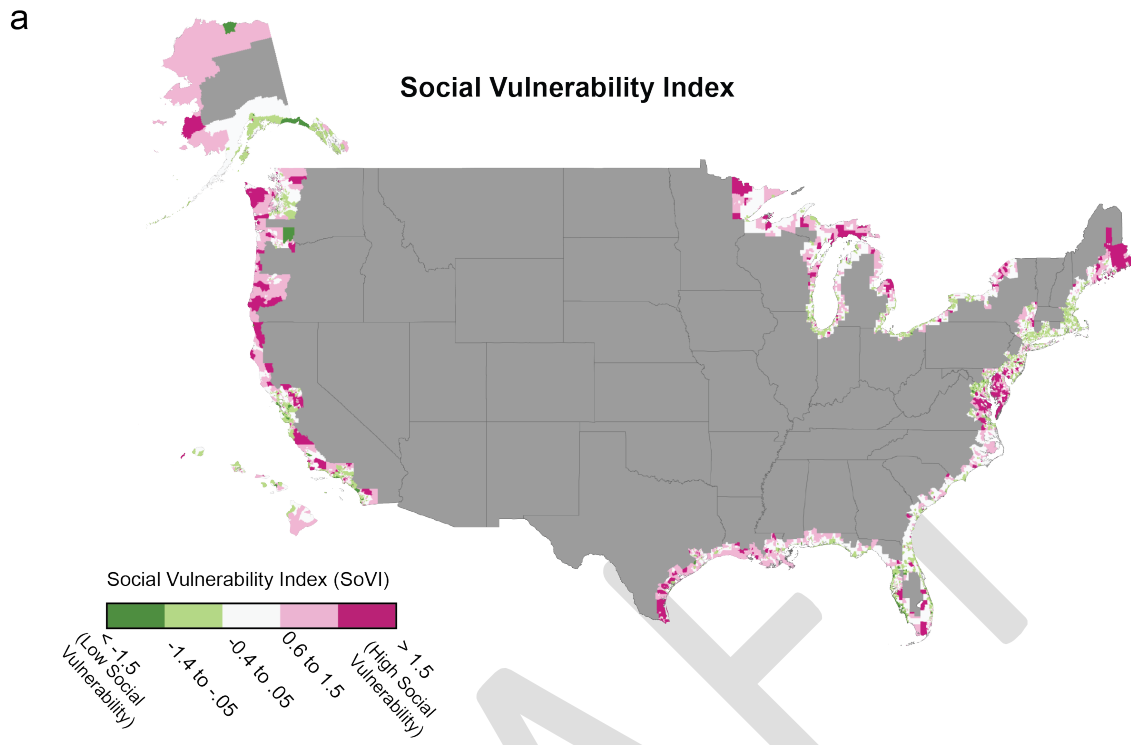 a
Social Vulnerability Index
Social Vulnerability Index (SoVI)
< -1.5
(Low Social
Vulnerability)
-1.4 to -.05
-0.4 to .05
0.6 to 1.5
> 1.5
(High Social
Vulnerability)